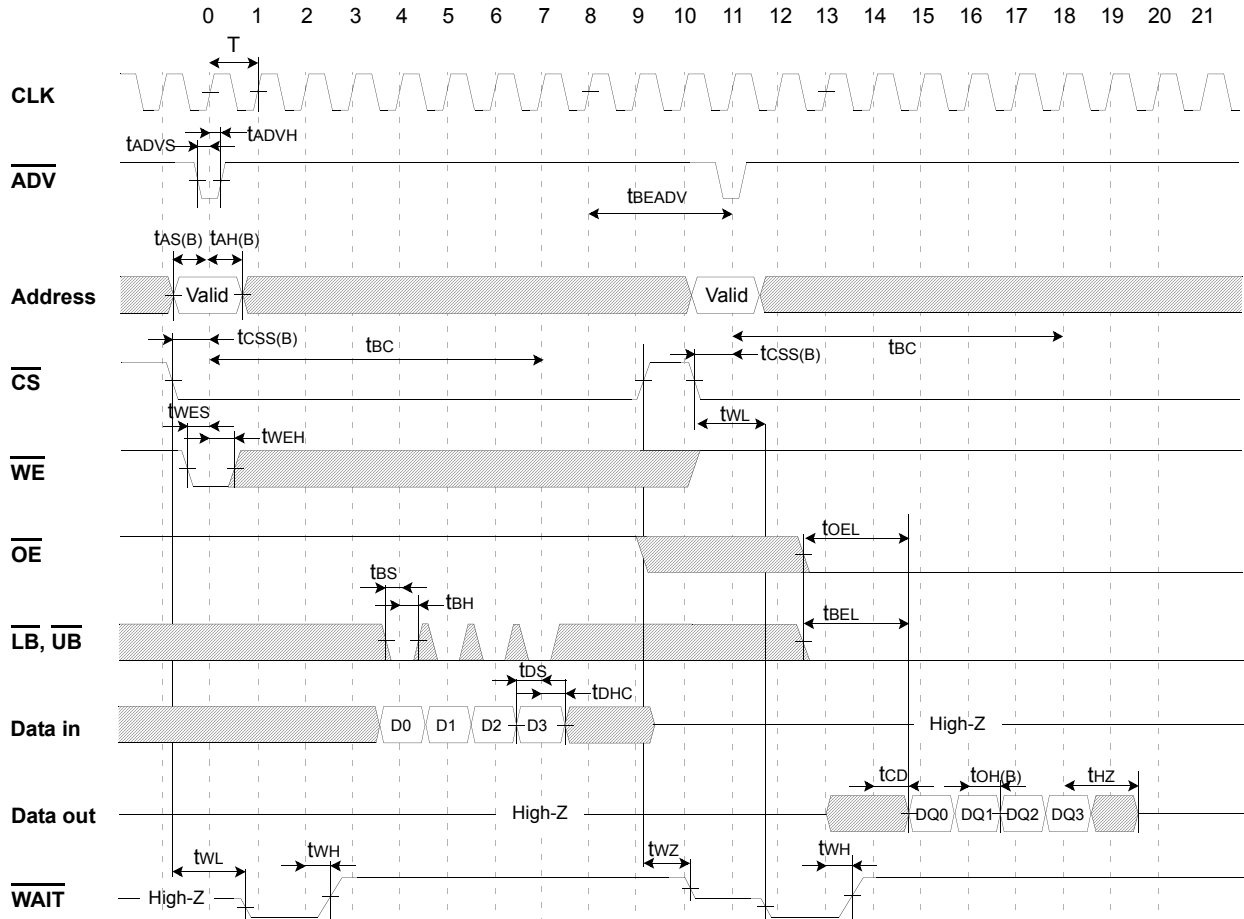 0 1 2 3 4 5 6 7 8 9 10 11 12 13 14 15 16 17 18 19 20 21
T
CLK
tADVS
tADVH
ADV
tBEADV
tAS(B) tAH(B)
Address Valid Valid
tCSS(B)
tBC
tCSS(B)
tBC
CS
tWES
tWEH
tWL
WE
tOEL
OE
tBS
tBH
tBEL
LB, UB
tDS
tDHC
Data in D0 D1 D2 D3 High-Z
tCD tOH(B) tHZ
Data out High-Z DQ0 DQ1 DQ2 DQ3
tWL tWH tWZ tWH
WAIT High-Z